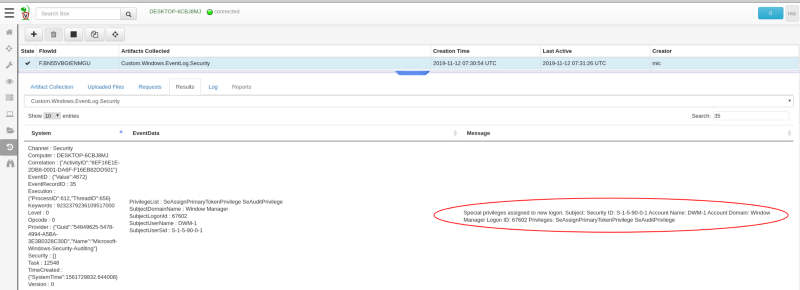 Search Box
DESKTOP-6CBJ8MJ connected
0
mic
State FlowId Artifacts Collected Creation Time Last Active Creator
F.BN55VBGIENMGU Custom.Windows.EventLog.Security 2019-11-12 07:30:54 UTC 2019-11-12 07:31:26 UTC mic
Artifact Collection Uploaded Files Requests Results Log Reports
Custom.Windows.EventLog.Security
Show 10 entries
Search: 35
System EventData Message
Channel : Security
Computer : DESKTOP-6CBJ8MJ
Correlation : {"ActivityID":"6EF16E1E-
2DB8-0001-DA6F-F16EB82DD501"}
EventID : {"Value":4672}
EventRecordID : 35
Execution :
{"ProcessID":612,"ThreadID":656}
Keywords : 9232379236109517000
Level : 0
Opcode : 0
Provider : {"Guid":"54849625-5478-
4994-A5BA-
3E3B0328C30D","Name":"Microsoft-
Windows-Security-Auditing"}
Security : {}
Task : 12548
TimeCreated :
{"SystemTime":1561729832.644008}
Version : 0
PrivilegeList : SeAssignPrimaryTokenPrivilege SeAuditPrivilege
SubjectDomainName : Window Manager
SubjectLogonId : 67602
SubjectUserName : DWM-1
SubjectUserSid : S-1-5-90-0-1
Special privileges assigned to new logon. Subject: Security ID: S-1-5-90-0-1 Account Name: DWM-1 Account Domain: Window
Manager Logon ID: 67602 Privileges: SeAssignPrimaryTokenPrivilege SeAuditPrivilege